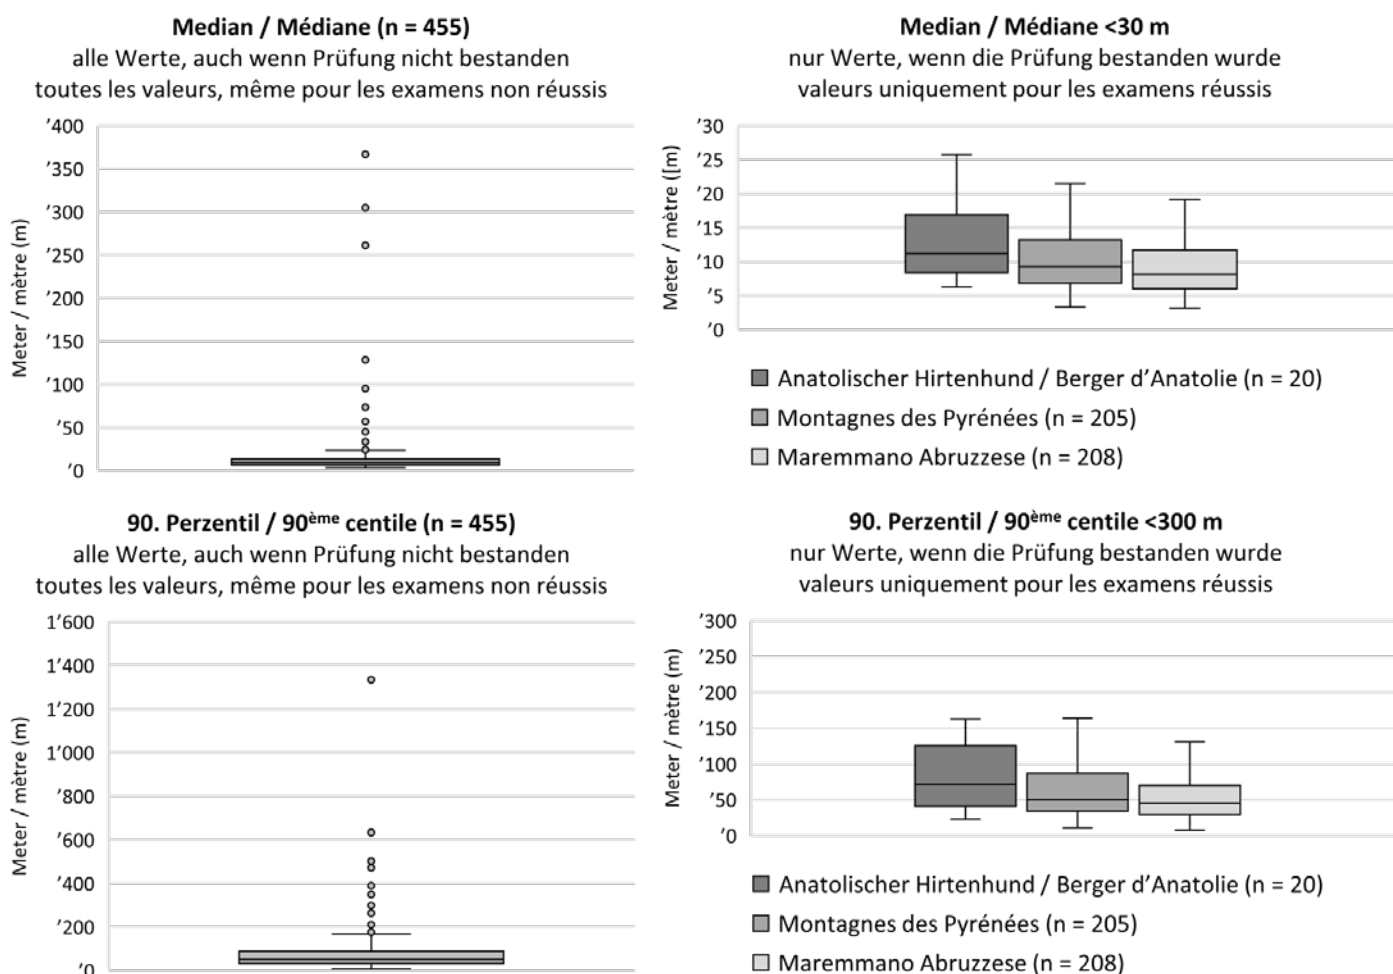 Median / Médiane (n = 455)
alle Werte, auch wenn Prüfung nicht bestanden
toutes les valeurs, même pour les examens non réussis
Meter / mètre (m)
’400
’350
’300
’250
’200
’150
’100
’50
’0
Median / Médiane <30 m
nur Werte, wenn die Prüfung bestanden wurde
valeurs uniquement pour les examens réussis
Meter / mètre ([m)
’30
’25
’20
’15
’10
’5
’0
Anatolischer Hirtenhund / Berger d’Anatolie (n = 20)
Montagnes des Pyrénées (n = 205)
Maremmano Abruzzese (n = 208)
90. Perzentil / 90ème centile (n = 455)
alle Werte, auch wenn Prüfung nicht bestanden
toutes les valeurs, même pour les examens non réussis
Meter / mètre (m)
1’600
1’400
1’200
1’000
’800
’600
’400
’200
’0
90. Perzentil / 90ème centile <300 m
nur Werte, wenn die Prüfung bestanden wurde
valeurs uniquement pour les examens réussis
Meter / mètre (m)
’300
’250
’200
’150
’100
’50
’0
Anatolischer Hirtenhund / Berger d’Anatolie (n = 20)
Montagnes des Pyrénées (n = 205)
Maremmano Abruzzese (n = 208)